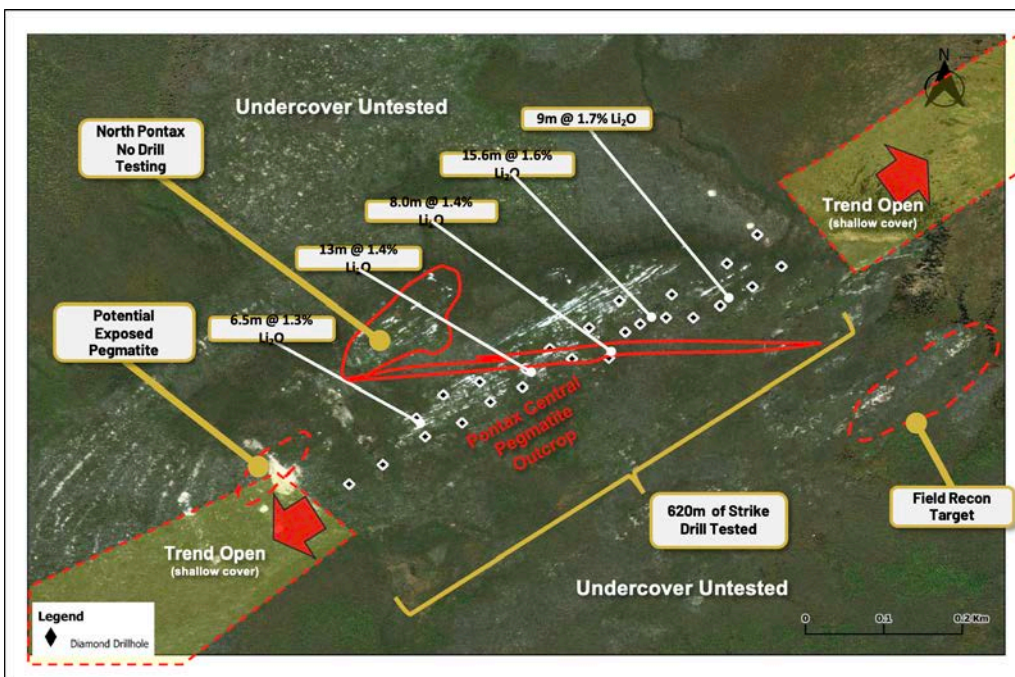 N
Undercover Untested
9m @ 1.7% Li₂O
North Pontax
No Drill
Testing
15.6m @ 1.6%
Li₂O
8.0m @ 1.4%
Li₂O
Trend Open
(shallow cover)
13m @ 1.4%
Li₂O
Potential
Exposed
Pegmatite
6.5m @ 1.3%
Li₂O
Pontax Central
Pegmatite
Outcrop
620m of Strike
Drill Tested
Field Recon
Target
Trend Open
(shallow cover)
Undercover Untested
Legend
Diamond Drillhole
0 0.1 0.2 Km